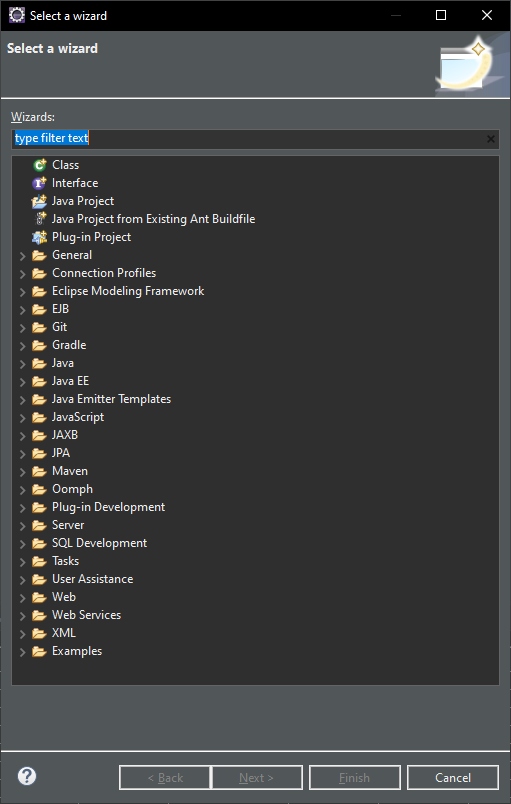 Select a wizard
Select a wizard
Wizards:
type filter text
Class
Interface
Java Project
Java Project from Existing Ant Buildfile
Plug-in Project
General
Connection Profiles
Eclipse Modeling Framework
EJB
Git
Gradle
Java
Java EE
Java Emitter Templates
JavaScript
JAXB
JPA
Maven
Oomph
Plug-in Development
Server
SQL Development
Tasks
User Assistance
Web
Web Services
XML
Examples
< Back Next > Finish Cancel